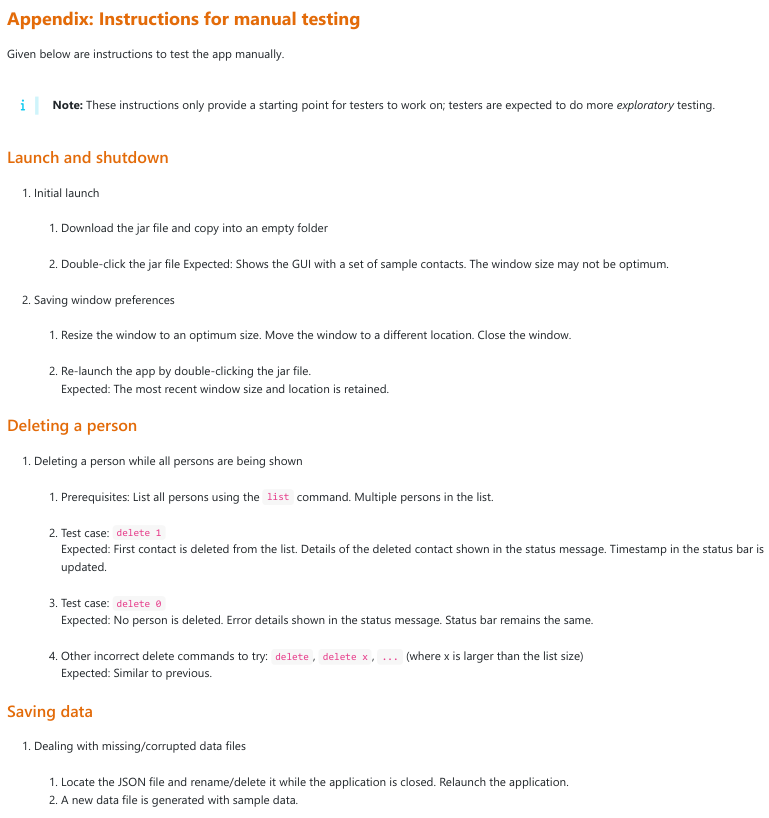 Appendix: Instructions for manual testing
Given below are instructions to test the app manually.
i Note: These instructions only provide a starting point for testers to work on; testers are expected to do more exploratory testing.
Launch and shutdown
1. Initial launch
1. Download the jar file and copy into an empty folder
2. Double-click the jar file Expected: Shows the GUI with a set of sample contacts. The window size may not be optimum.
2. Saving window preferences
1. Resize the window to an optimum size. Move the window to a different location. Close the window.
2. Re-launch the app by double-clicking the jar file.
Expected: The most recent window size and location is retained.
Deleting a person
1. Deleting a person while all persons are being shown
1. Prerequisites: List all persons using the list command. Multiple persons in the list.
2. Test case: delete 1
Expected: First contact is deleted from the list. Details of the deleted contact shown in the status message. Timestamp in the status bar is
updated.
3. Test case: delete 0
Expected: No person is deleted. Error details shown in the status message. Status bar remains the same.
4. Other incorrect delete commands to try: delete, delete x, ... (where x is larger than the list size)
Expected: Similar to previous.
Saving data
1. Dealing with missing/corrupted data files
1. Locate the JSON file and rename/delete it while the application is closed. Relaunch the application.
2. A new data file is generated with sample data.